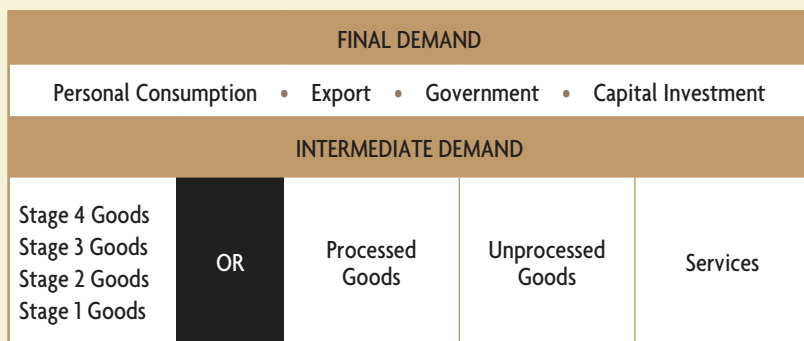 FINAL DEMAND
Personal Consumption • Export • Government • Capital Investment
INTERMEDIATE DEMAND
Stage 4 Goods
Stage 3 Goods
Stage 2 Goods
Stage 1 Goods
OR
Processed
Goods
Unprocessed
Goods
Services